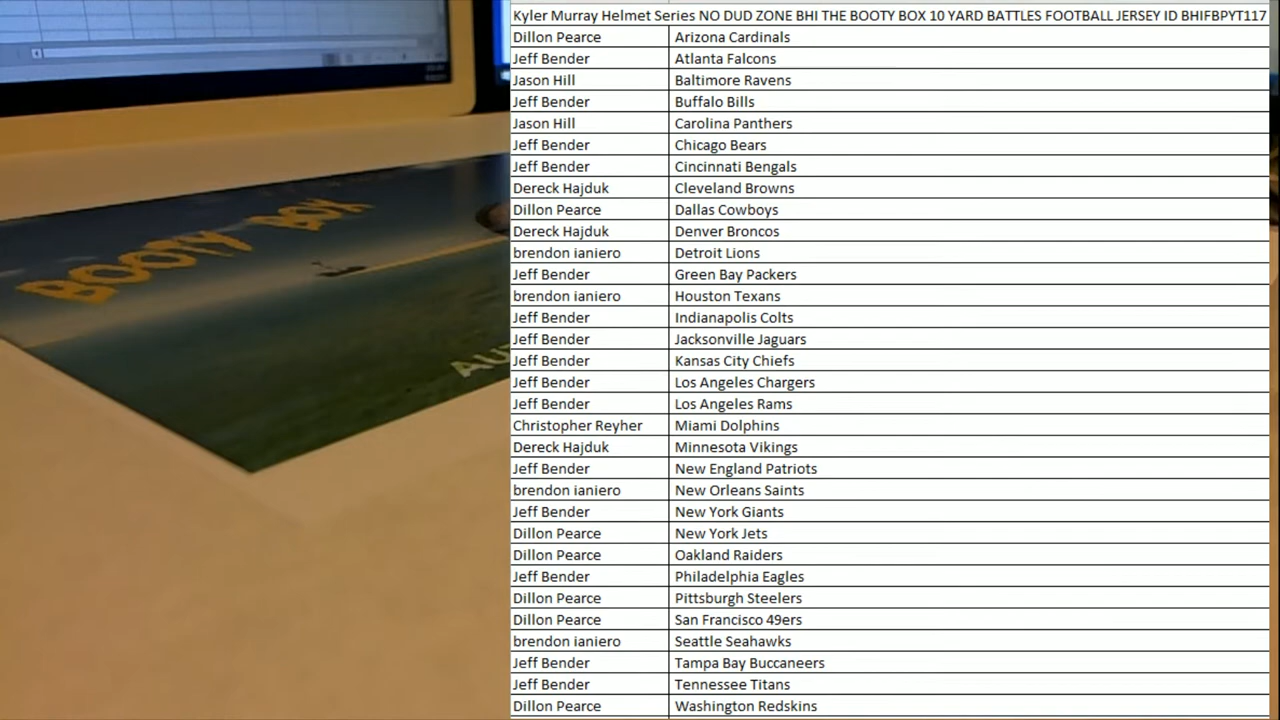 Kyler Murray Helmet Series NO DUD ZONE BHI THE BOOTY BOX 10 YARD BATTLES FOOTBALL JERSEY ID BHIFBPYT117
Dillon Pearce Arizona Cardinals
Jeff Bender Atlanta Falcons
Jason Hill Baltimore Ravens
Jeff Bender Buffalo Bills
Jason Hill Carolina Panthers
Jeff Bender Chicago Bears
Jeff Bender Cincinnati Bengals
Dereck Hajduk Cleveland Browns
Dillon Pearce Dallas Cowboys
Dereck Hajduk Denver Broncos
brendon ianiero Detroit Lions
Jeff Bender Green Bay Packers
brendon ianiero Houston Texans
Jeff Bender Indianapolis Colts
Jeff Bender Jacksonville Jaguars
Jeff Bender Kansas City Chiefs
Jeff Bender Los Angeles Chargers
Jeff Bender Los Angeles Rams
Christopher Reyher Miami Dolphins
Dereck Hajduk Minnesota Vikings
Jeff Bender New England Patriots
brendon ianiero New Orleans Saints
Jeff Bender New York Giants
Dillon Pearce New York Jets
Dillon Pearce Oakland Raiders
Jeff Bender Philadelphia Eagles
Dillon Pearce Pittsburgh Steelers
Dillon Pearce San Francisco 49ers
brendon ianiero Seattle Seahawks
Jeff Bender Tampa Bay Buccaneers
Jeff Bender Tennessee Titans
Dillon Pearce Washington Redskins
BOOTY BOX
AU